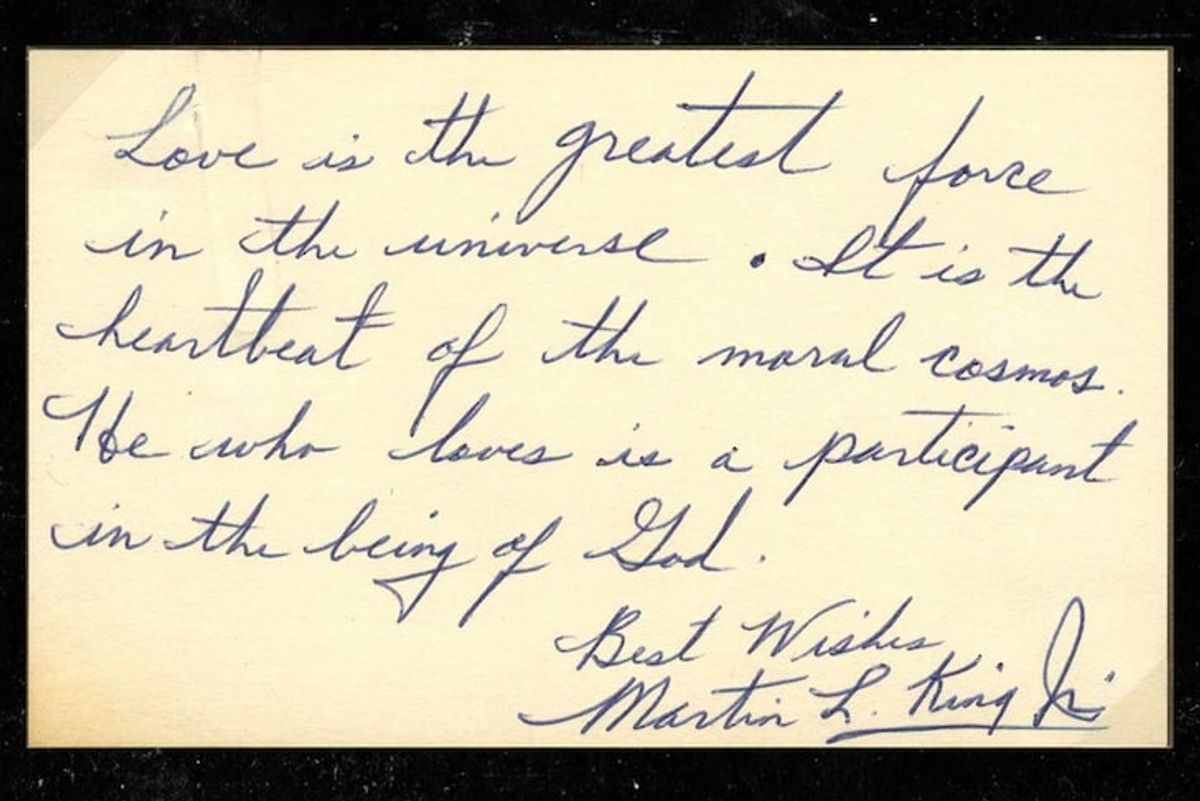 Love is the greatest force
in the universe. It is the
heartbeat of the moral cosmos.
He who loves is a participant
in the being of God.
Best Wishes
Martin L. King Jr.